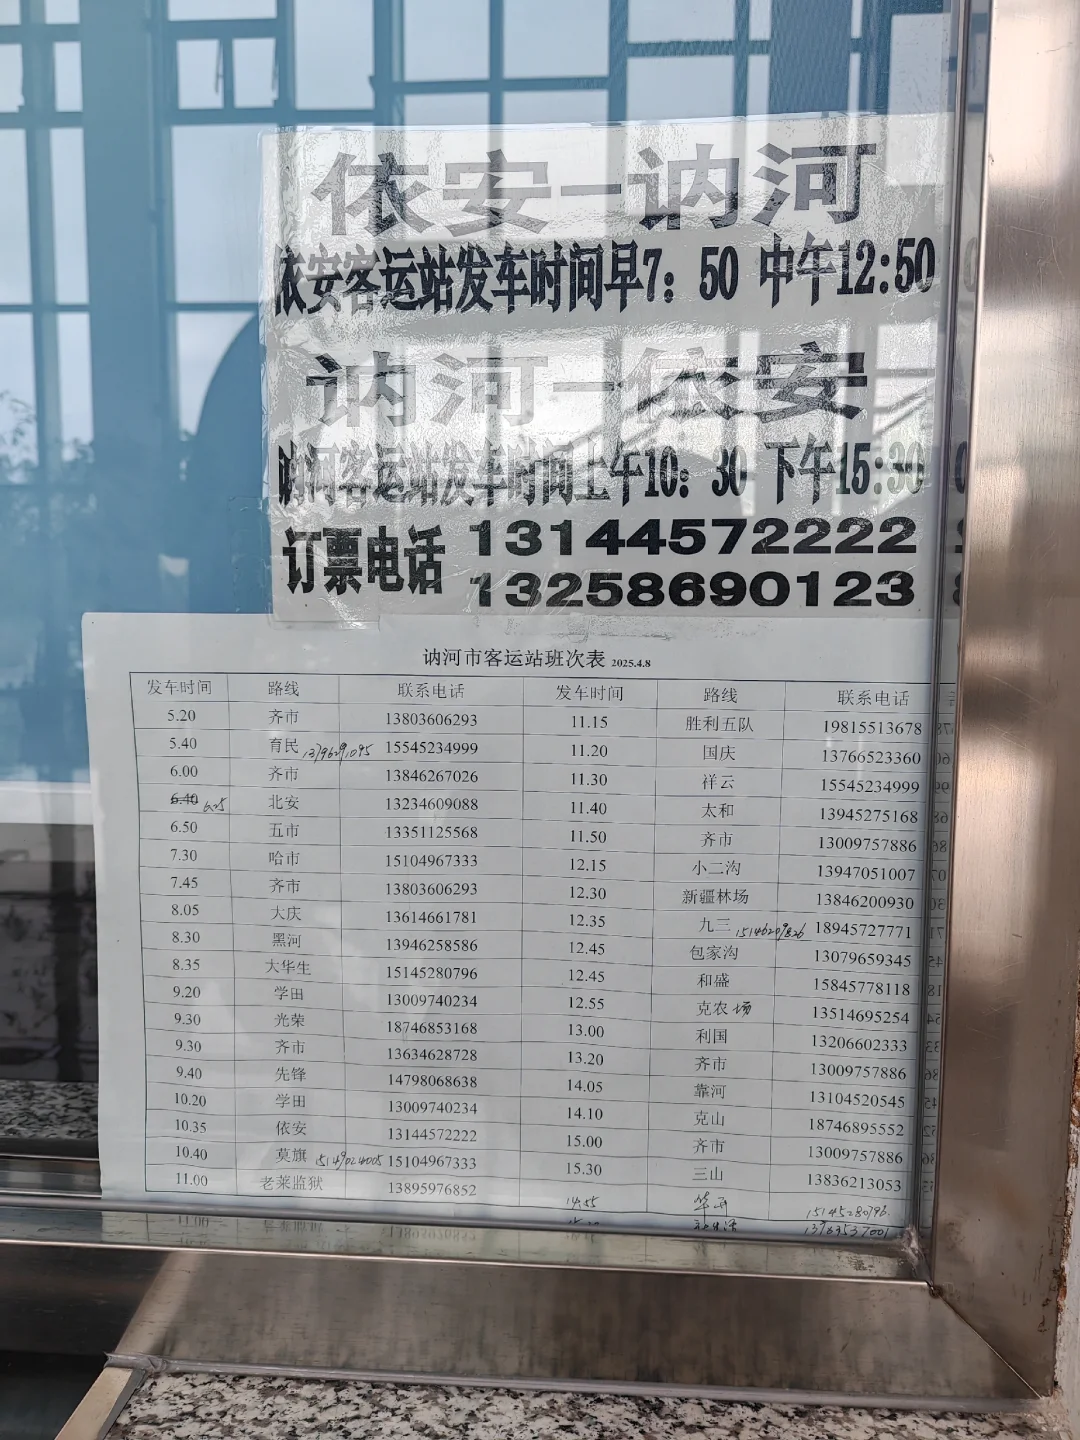 依安-讷河
依安客运站发车时间早7：50 中午12:50
讷河-依安
讷河客运站发车时间上午10：30 下午15:30
订票电话 13144572222
13258690123
讷河市客运站班次表 2025.4.8
发车时间 路线 联系电话 发车时间 路线 联系电话
5.20 齐市 13803606293 11.15 胜利五队 19815513678
5.40 育民 15545234999 11.20 国庆 13766523360
6.00 齐市 13846267026 11.30 祥云 15545234999
6.40 6.05 北安 13234609088 11.40 太和 13945275168
6.50 五市 13351125568 11.50 齐市 13009757886
7.30 哈市 15104967333 12.15 小二沟 13947051007
7.45 齐市 13803606293 12.30 新疆林场 13846200930
8.05 大庆 13614661781 12.35 九三 18945727771
8.30 黑河 13946258586 12.45 包家沟 13079659345
8.35 大华生 15145280796 12.45 和盛 15845778118
9.20 学田 13009740234 12.55 克农场 13514695254
9.30 光荣 18746853168 13.00 利国 13206602333
9.30 齐市 13634628728 13.20 齐市 13009757886
9.40 先锋 14798068638 14.05 靠河 13104520545
10.20 学田 13009740234 14.10 克山 18746895552
10.35 依安 13144572222 15.00 齐市 13009757886
10.40 莫旗 15149024005 15104967333 15.30 三山 13836213053
11.00 老莱监狱 13895976852 14.55 15145280796